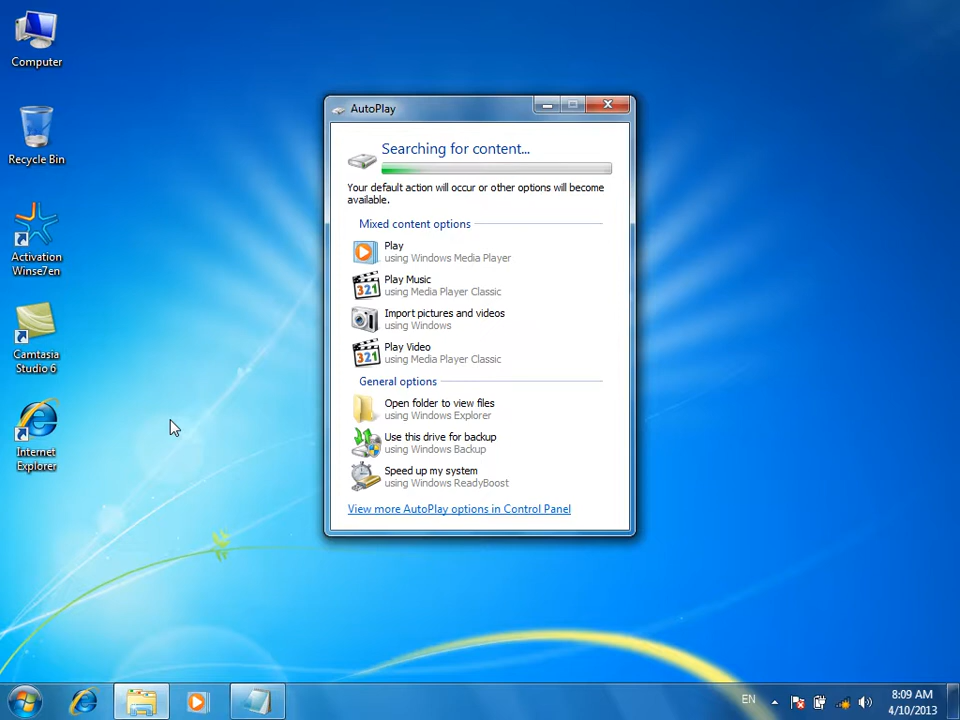 Computer
Recycle Bin
Activation
Winse7en
Camtasia
Studio 6
Internet
Explorer
AutoPlay
Searching for content...
Your default action will occur or other options will become
available.
Mixed content options
Play
using Windows Media Player
Play Music
using Media Player Classic
321
Import pictures and videos
using Windows
Play Video
using Media Player Classic
321
General options
Open folder to view files
using Windows Explorer
Use this drive for backup
using Windows Backup
Speed up my system
using Windows ReadyBoost
View more AutoPlay options in Control Panel
EN
8:09 AM
4/10/2013